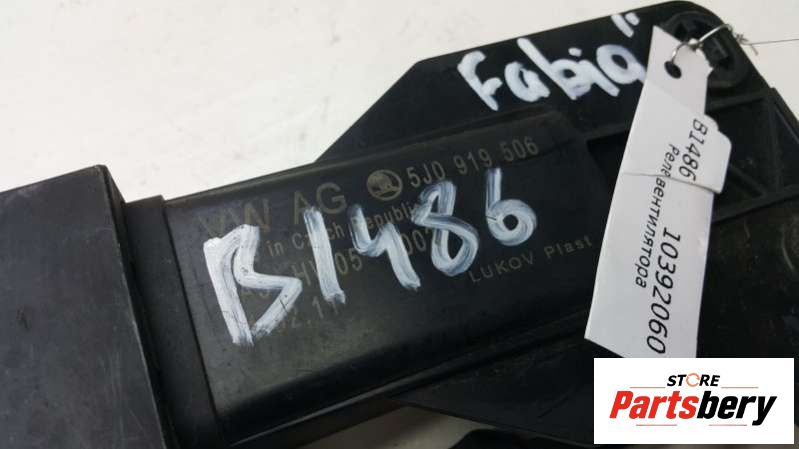 Fabia"
VW AG 5J0 919 506
in Czech Republic
B1486
LUKOV Plast
B1486 10392060
Реле вентилятора
STORE
Partsbery